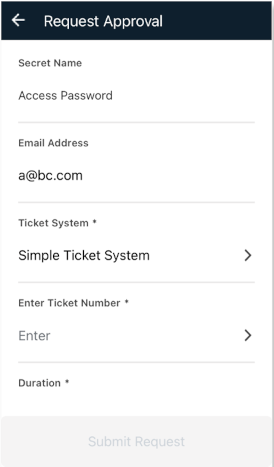 Request Approval
Secret Name
Access Password
Email Address
a@bc.com
Ticket System *
Simple Ticket System
Enter Ticket Number *
Enter
Duration *
Submit Request